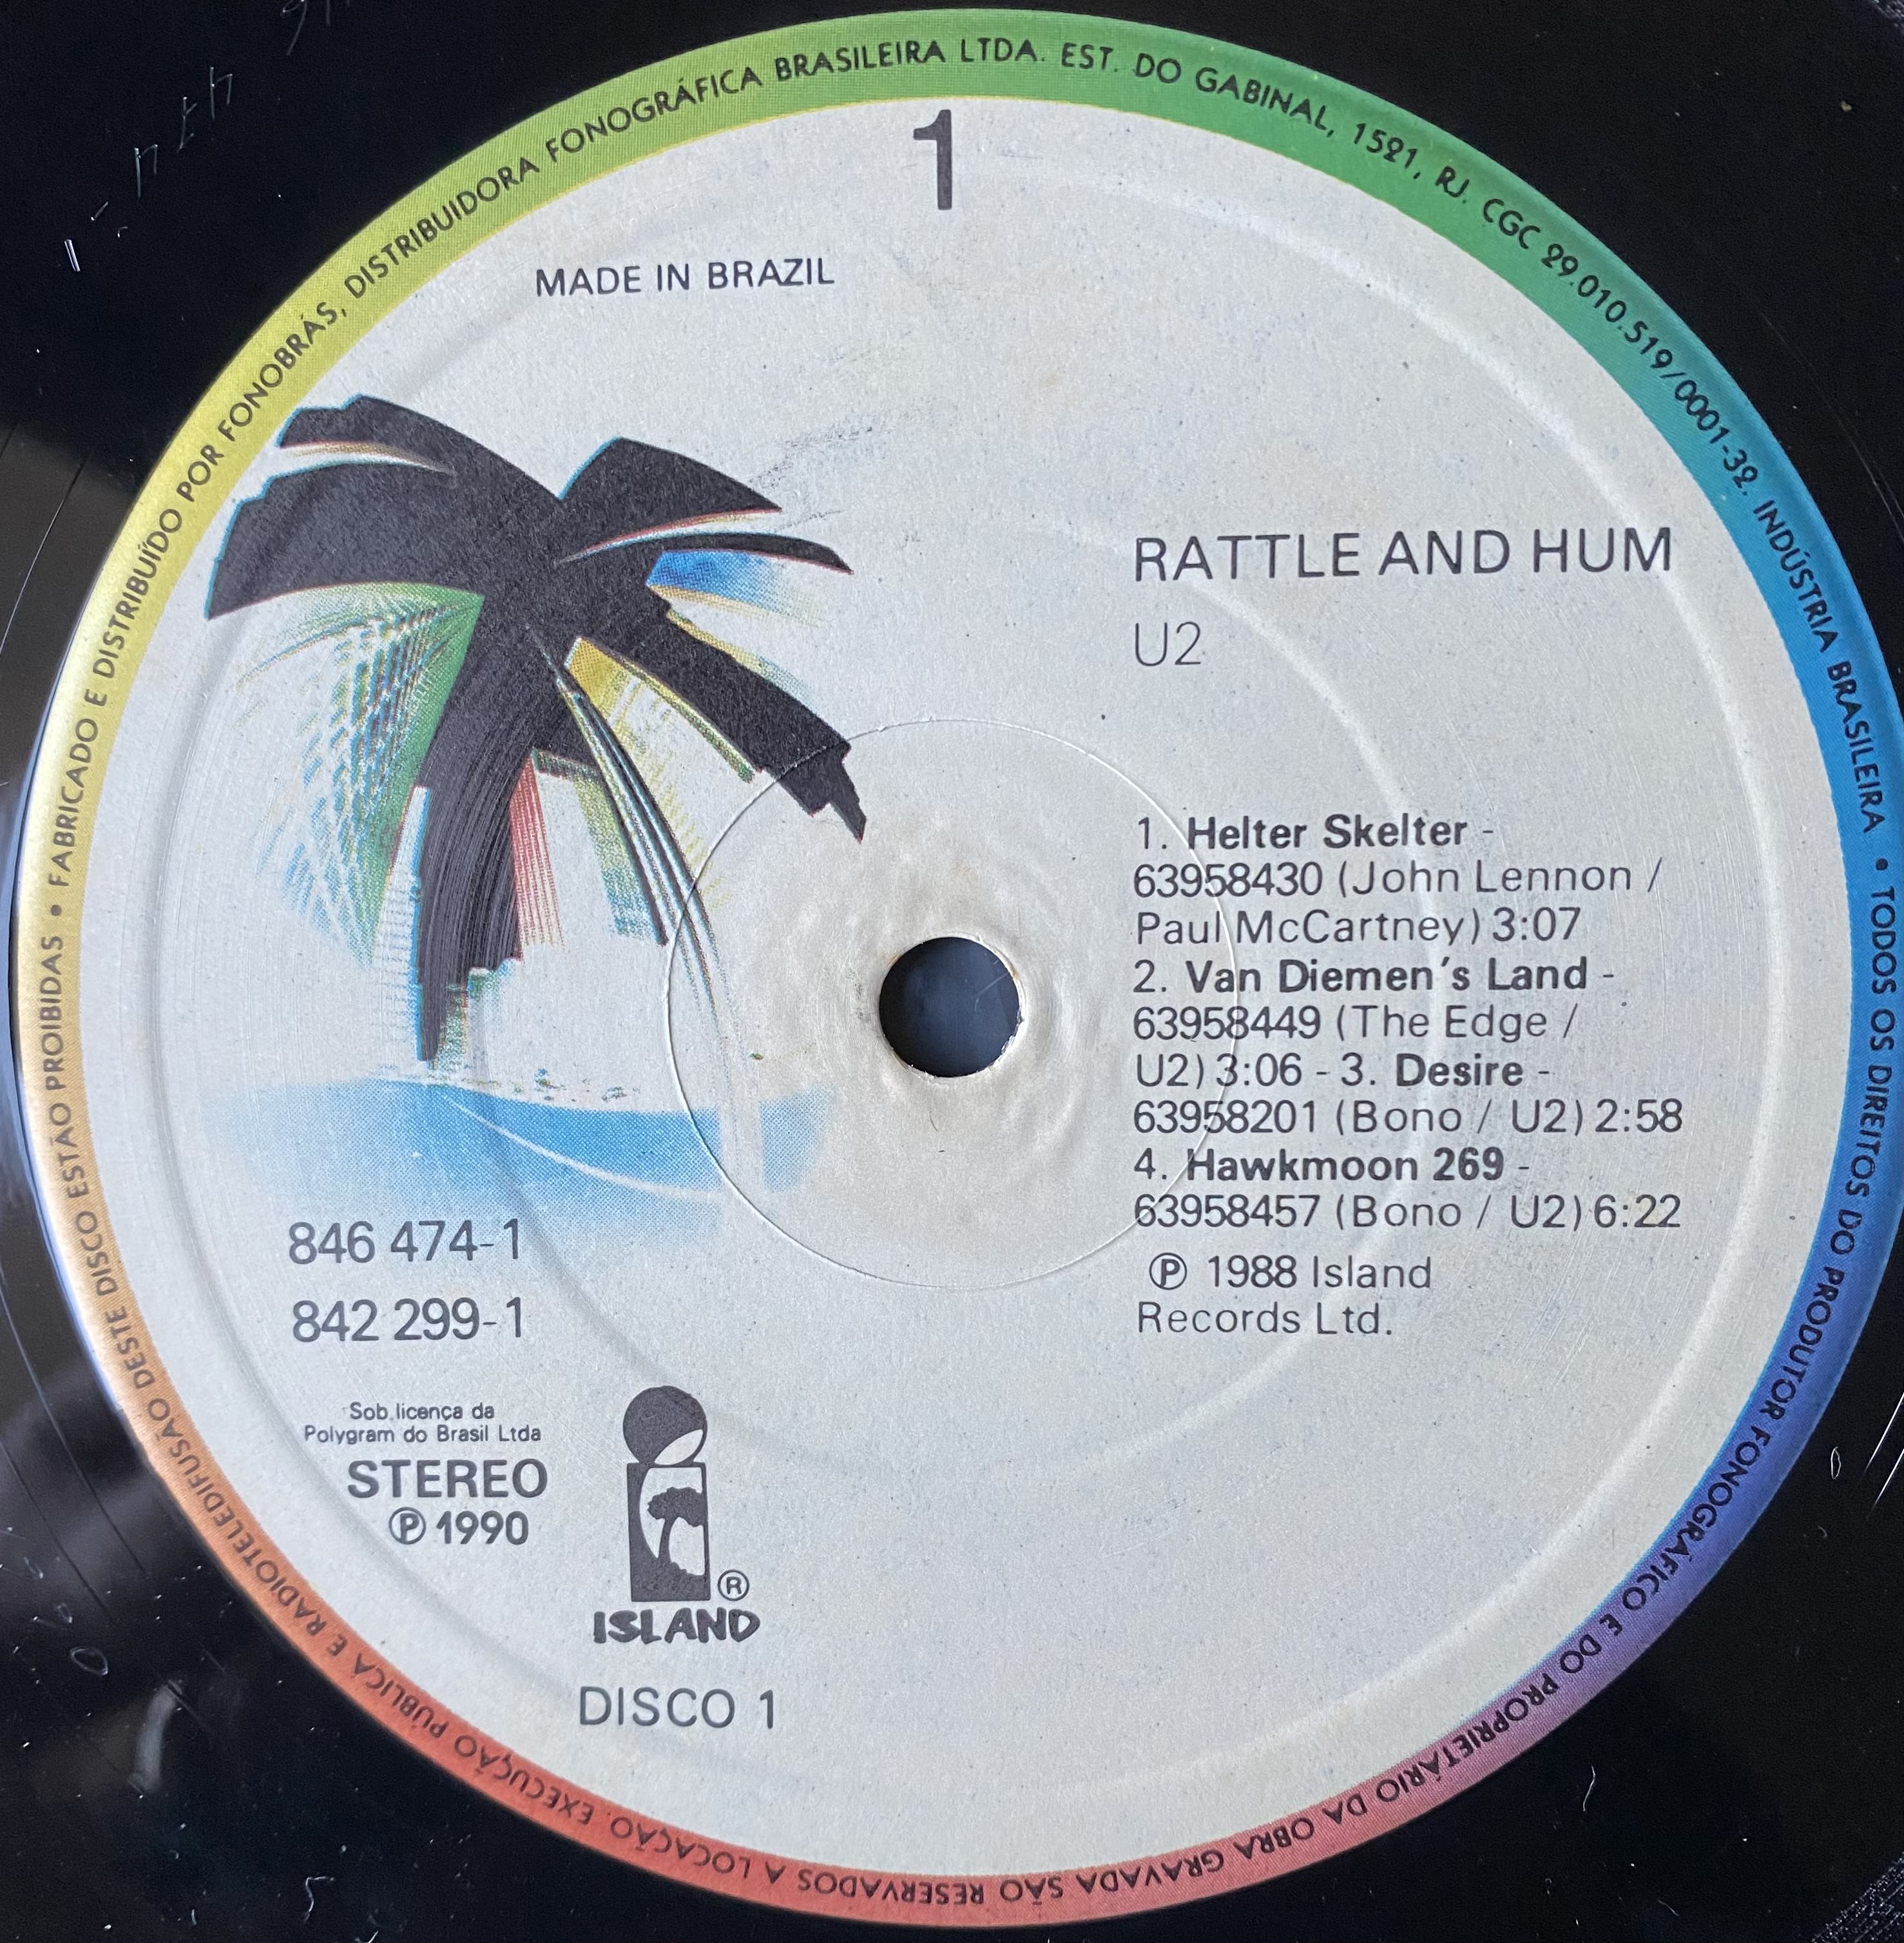 • FABRICADO E DISTRIBUÍDO POR FONOBRÁS, DISTRIBUIDORA FONOGRÁFICA BRASILEIRA LTDA. EST. DO GABINAL, 1521, RJ. CGC 29.010.519/0001-32. INDÚSTRIA BRASILEIRA • TODOS OS DIREITOS DO PRODUTOR FONOGRÁFICO E DO PROPRIETÁRIO DA OBRA GRAVADA SÃO RESERVADOS A LOCAÇÃO. EXECUÇÃO PÚBLICA E RADIOTELEDIFUSÃO DESTE DISCO ESTÃO PROIBIDAS
1
MADE IN BRAZIL
RATTLE AND HUM
U2
1. Helter Skelter -
63958430 (John Lennon /
Paul McCartney) 3:07
2. Van Diemen's Land -
63958449 (The Edge /
U2) 3:06 - 3. Desire -
63958201 (Bono / U2) 2:58
4. Hawkmoon 269 -
63958457 (Bono / U2) 6:22
℗ 1988 Island
Records Ltd.
846 474-1
842 299-1
Sob licença da
Polygram do Brasil Ltda
STEREO
℗ 1990
®
ISLAND
DISCO 1